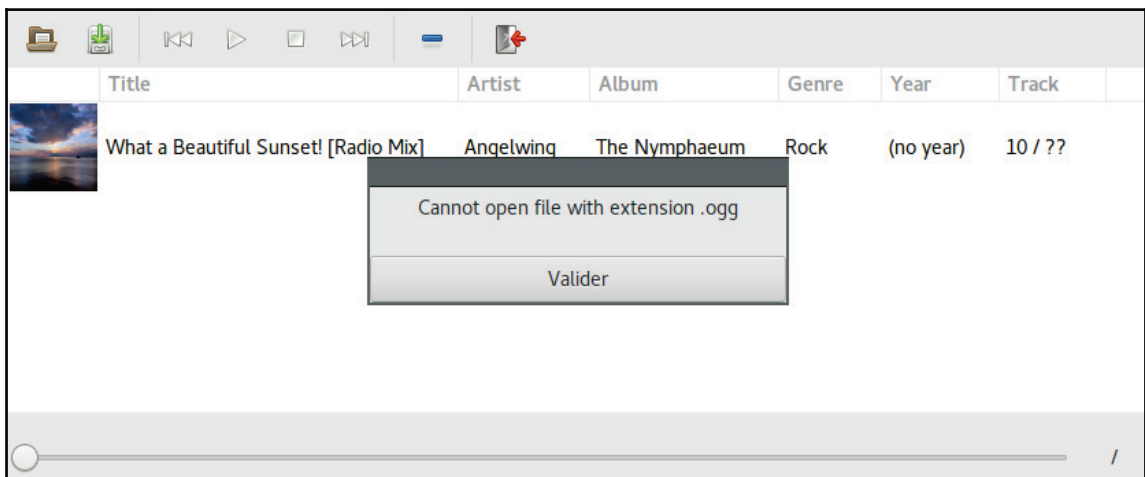 Title Artist Album Genre Year Track
What a Beautiful Sunset! [Radio Mix] Angelwing The Nymphaeum Rock (no year) 10 / ??
Cannot open file with extension .ogg
Valider
/